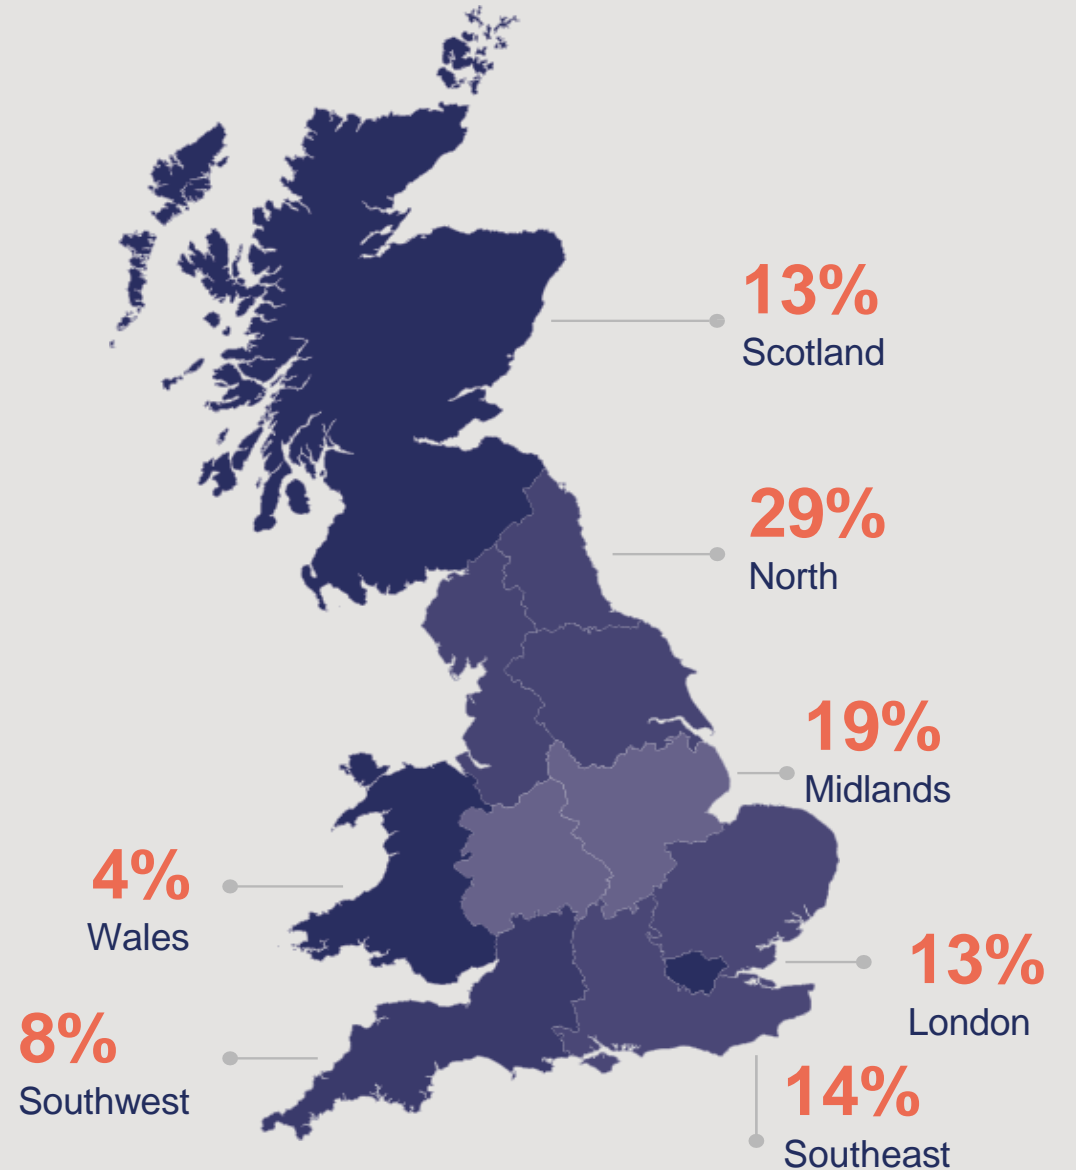 13%
Scotland
29%
North
19%
Midlands
4%
Wales
13%
London
8%
Southwest
14%
Southeast